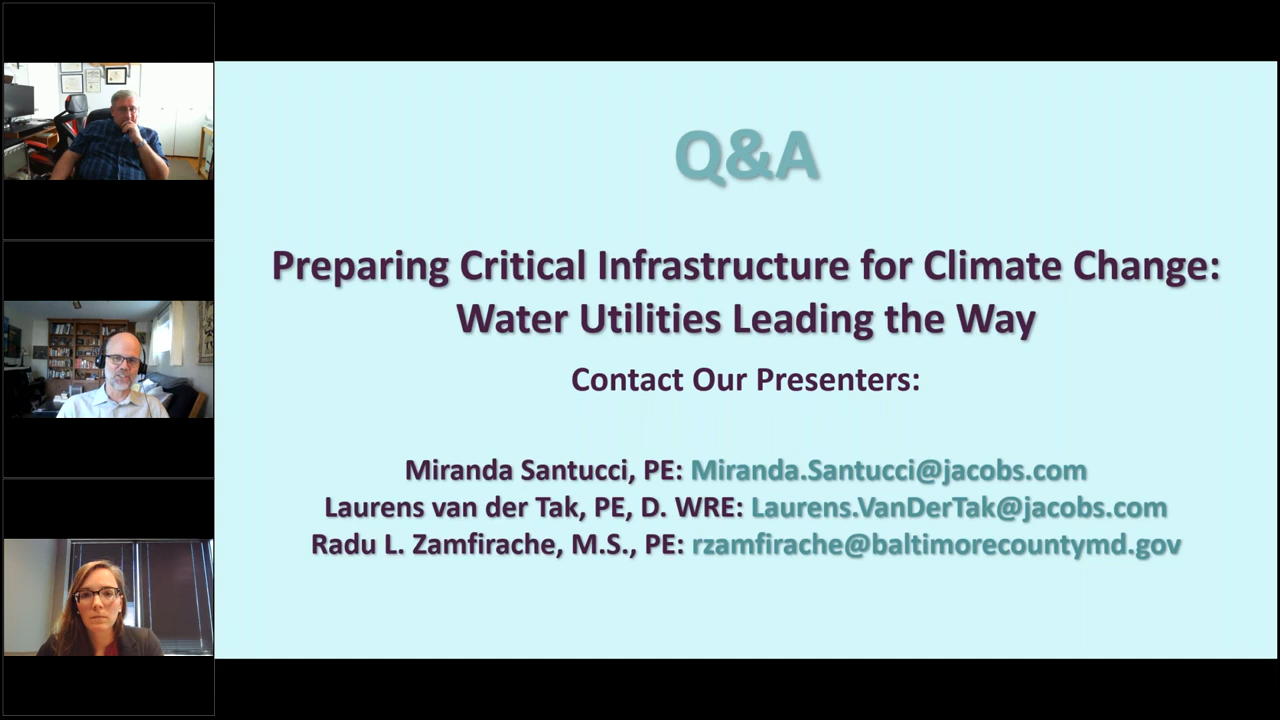 Q&A
Preparing Critical Infrastructure for Climate Change:
Water Utilities Leading the Way
Contact Our Presenters:
Miranda Santucci, PE: Miranda.Santucci@jacobs.com
Laurens van der Tak, PE, D. WRE: Laurens.VanDerTak@jacobs.com
Radu L. Zamfirache, M.S., PE: rzamfirache@baltimorecountymd.gov